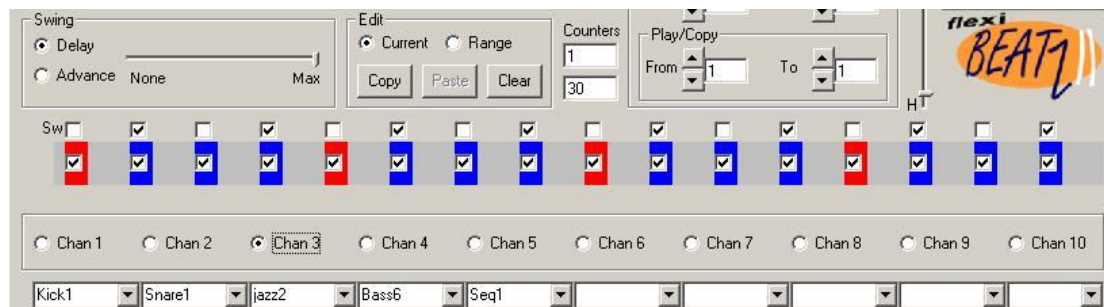 Swing
Delay
Advance
None
Max
Edit
Current
Range
Copy
Paste
Clear
Counters
1
30
Play/Copy
From
1
To
1
H
flexi
BEATZ
Sw
Chan 1
Chan 2
Chan 3
Chan 4
Chan 5
Chan 6
Chan 7
Chan 8
Chan 9
Chan 10
Kick1
Snare1
jazz2
Bass6
Seq1